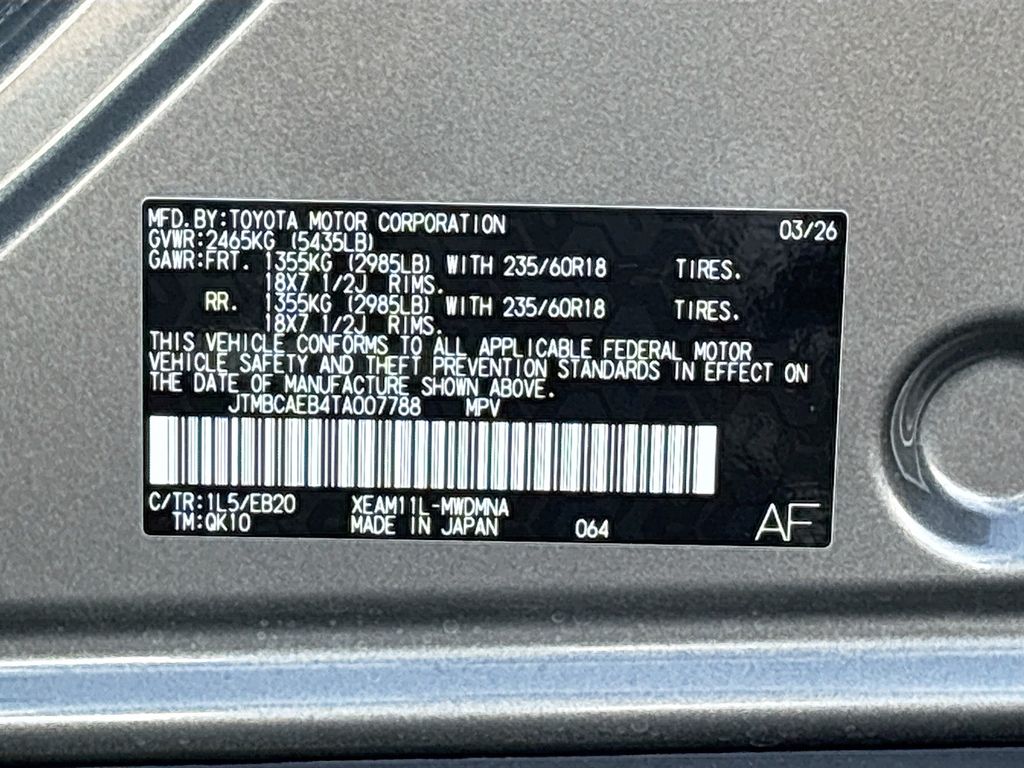 MFD.BY:TOYOTA MOTOR CORPORATION 03/26
GVWR:2465KG (5435LB)
GAWR:FRT. 1355KG (2985LB) WITH 235/60R18 TIRES.
18X7 1/2J RIMS.
RR. 1355KG (2985LB) WITH 235/60R18 TIRES.
18X7 1/2J RIMS.
THIS VEHICLE CONFORMS TO ALL APPLICABLE FEDERAL MOTOR
VEHICLE SAFETY AND THEFT PREVENTION STANDARDS IN EFFECT ON
THE DATE OF MANUFACTURE SHOWN ABOVE.
JTMBCAEB4TA007788 MPV
C/TR:1L5/EB20 XEAM11L-MWDMNA
TM:QK10 MADE IN JAPAN 064 AF